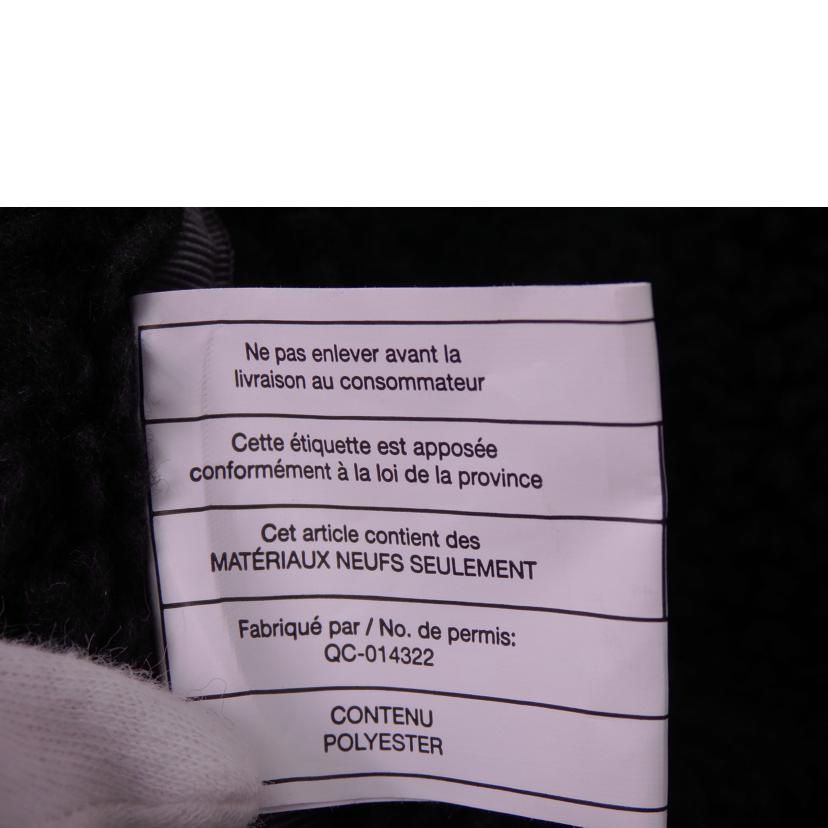 Ne pas enlever avant la
livraison au consommateur
Cette étiquette est apposée
conformément à la loi de la province
Cet article contient des
MATÉRIAUX NEUFS SEULEMENT
Fabriqué par / No. de permis:
QC-014322
CONTENU
POLYESTER